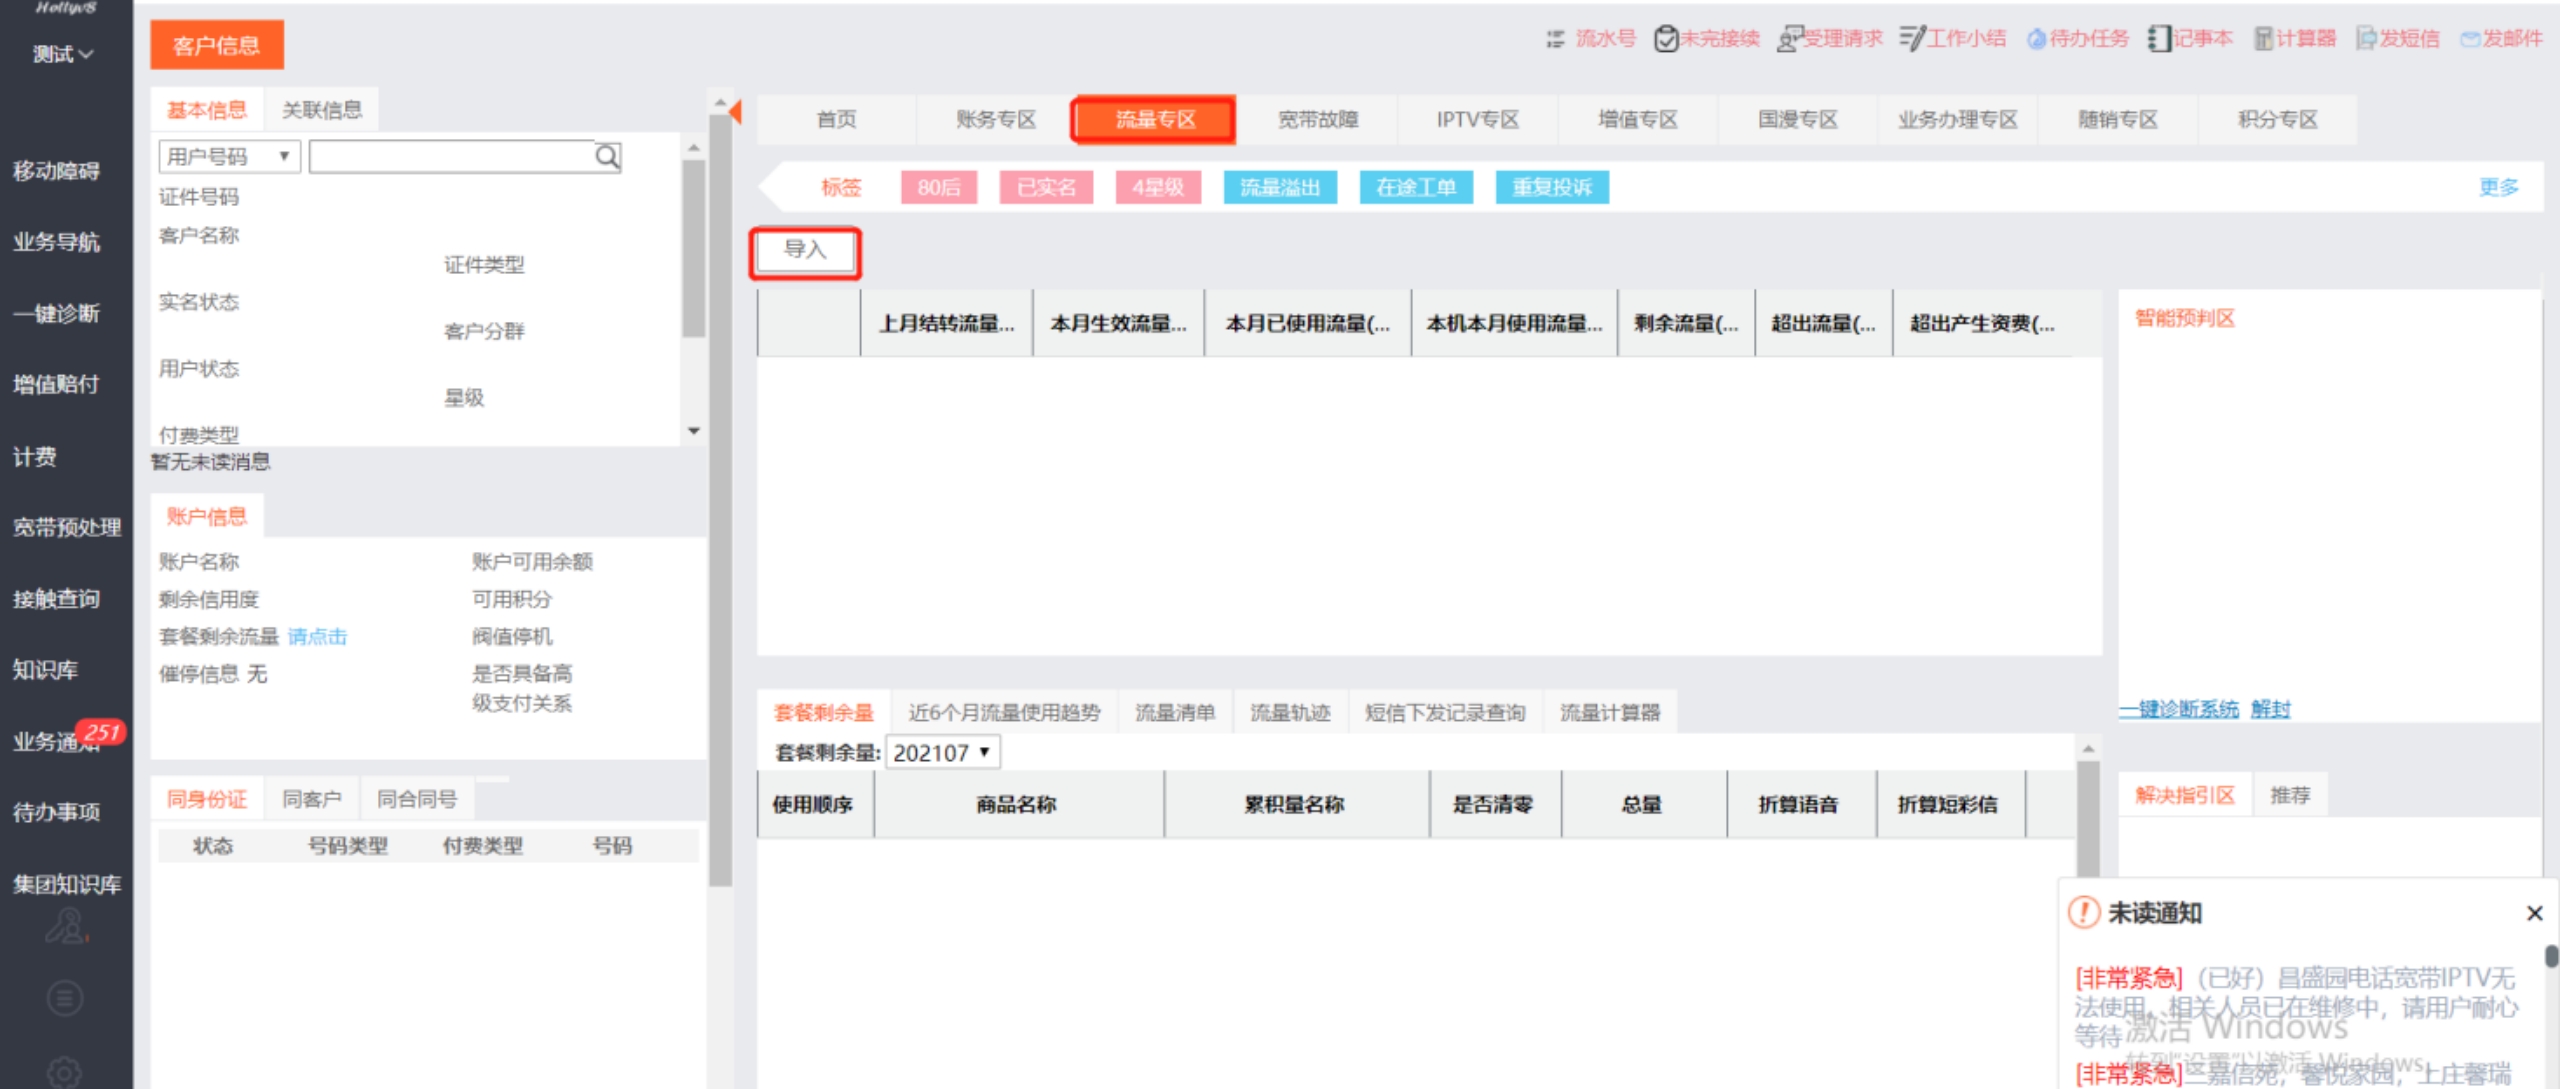 Hollyv8
测试
移动障碍
业务导航
一键诊断
增值赔付
计费
宽带预处理
接触查询
知识库
业务通知
251
待办事项
集团知识库
客户信息
流水号 未完接续 受理请求 工作小结 待办任务 记事本 计算器 发短信 发邮件
基本信息 关联信息
用户号码
证件号码
客户名称
证件类型
实名状态
客户分群
用户状态
星级
付费类型
暂无未读消息
账户信息
账户名称 账户可用余额
剩余信用度 可用积分
套餐剩余流量 请点击 阀值停机
催停信息 无 是否具备高
级支付关系
同身份证 同客户 同合同号
状态 号码类型 付费类型 号码
首页 账务专区 流量专区 宽带故障 IPTV专区 增值专区 国漫专区 业务办理专区 随销专区 积分专区
标签 80后 已实名 4星级 流量溢出 在途工单 重复投诉 更多
导入
上月结转流量... 本月生效流量... 本月已使用流量(... 本机本月使用流量... 剩余流量(... 超出流量(... 超出产生资费(...
智能预判区
一键诊断系统 解封
套餐剩余量 近6个月流量使用趋势 流量清单 流量轨迹 短信下发记录查询 流量计算器
套餐剩余量: 202107
使用顺序 商品名称 累积量名称 是否清零 总量 折算语音 折算短彩信
解决指引区 推荐
未读通知
[非常紧急]（已好）昌盛园电话宽带IPTV无
法使用，相关人员已在维修中，请用户耐心
等待
激活 Windows
转到"设置"以激活 Windows。
[非常紧急]三嘉信苑，馨悦家园，上庄馨瑞